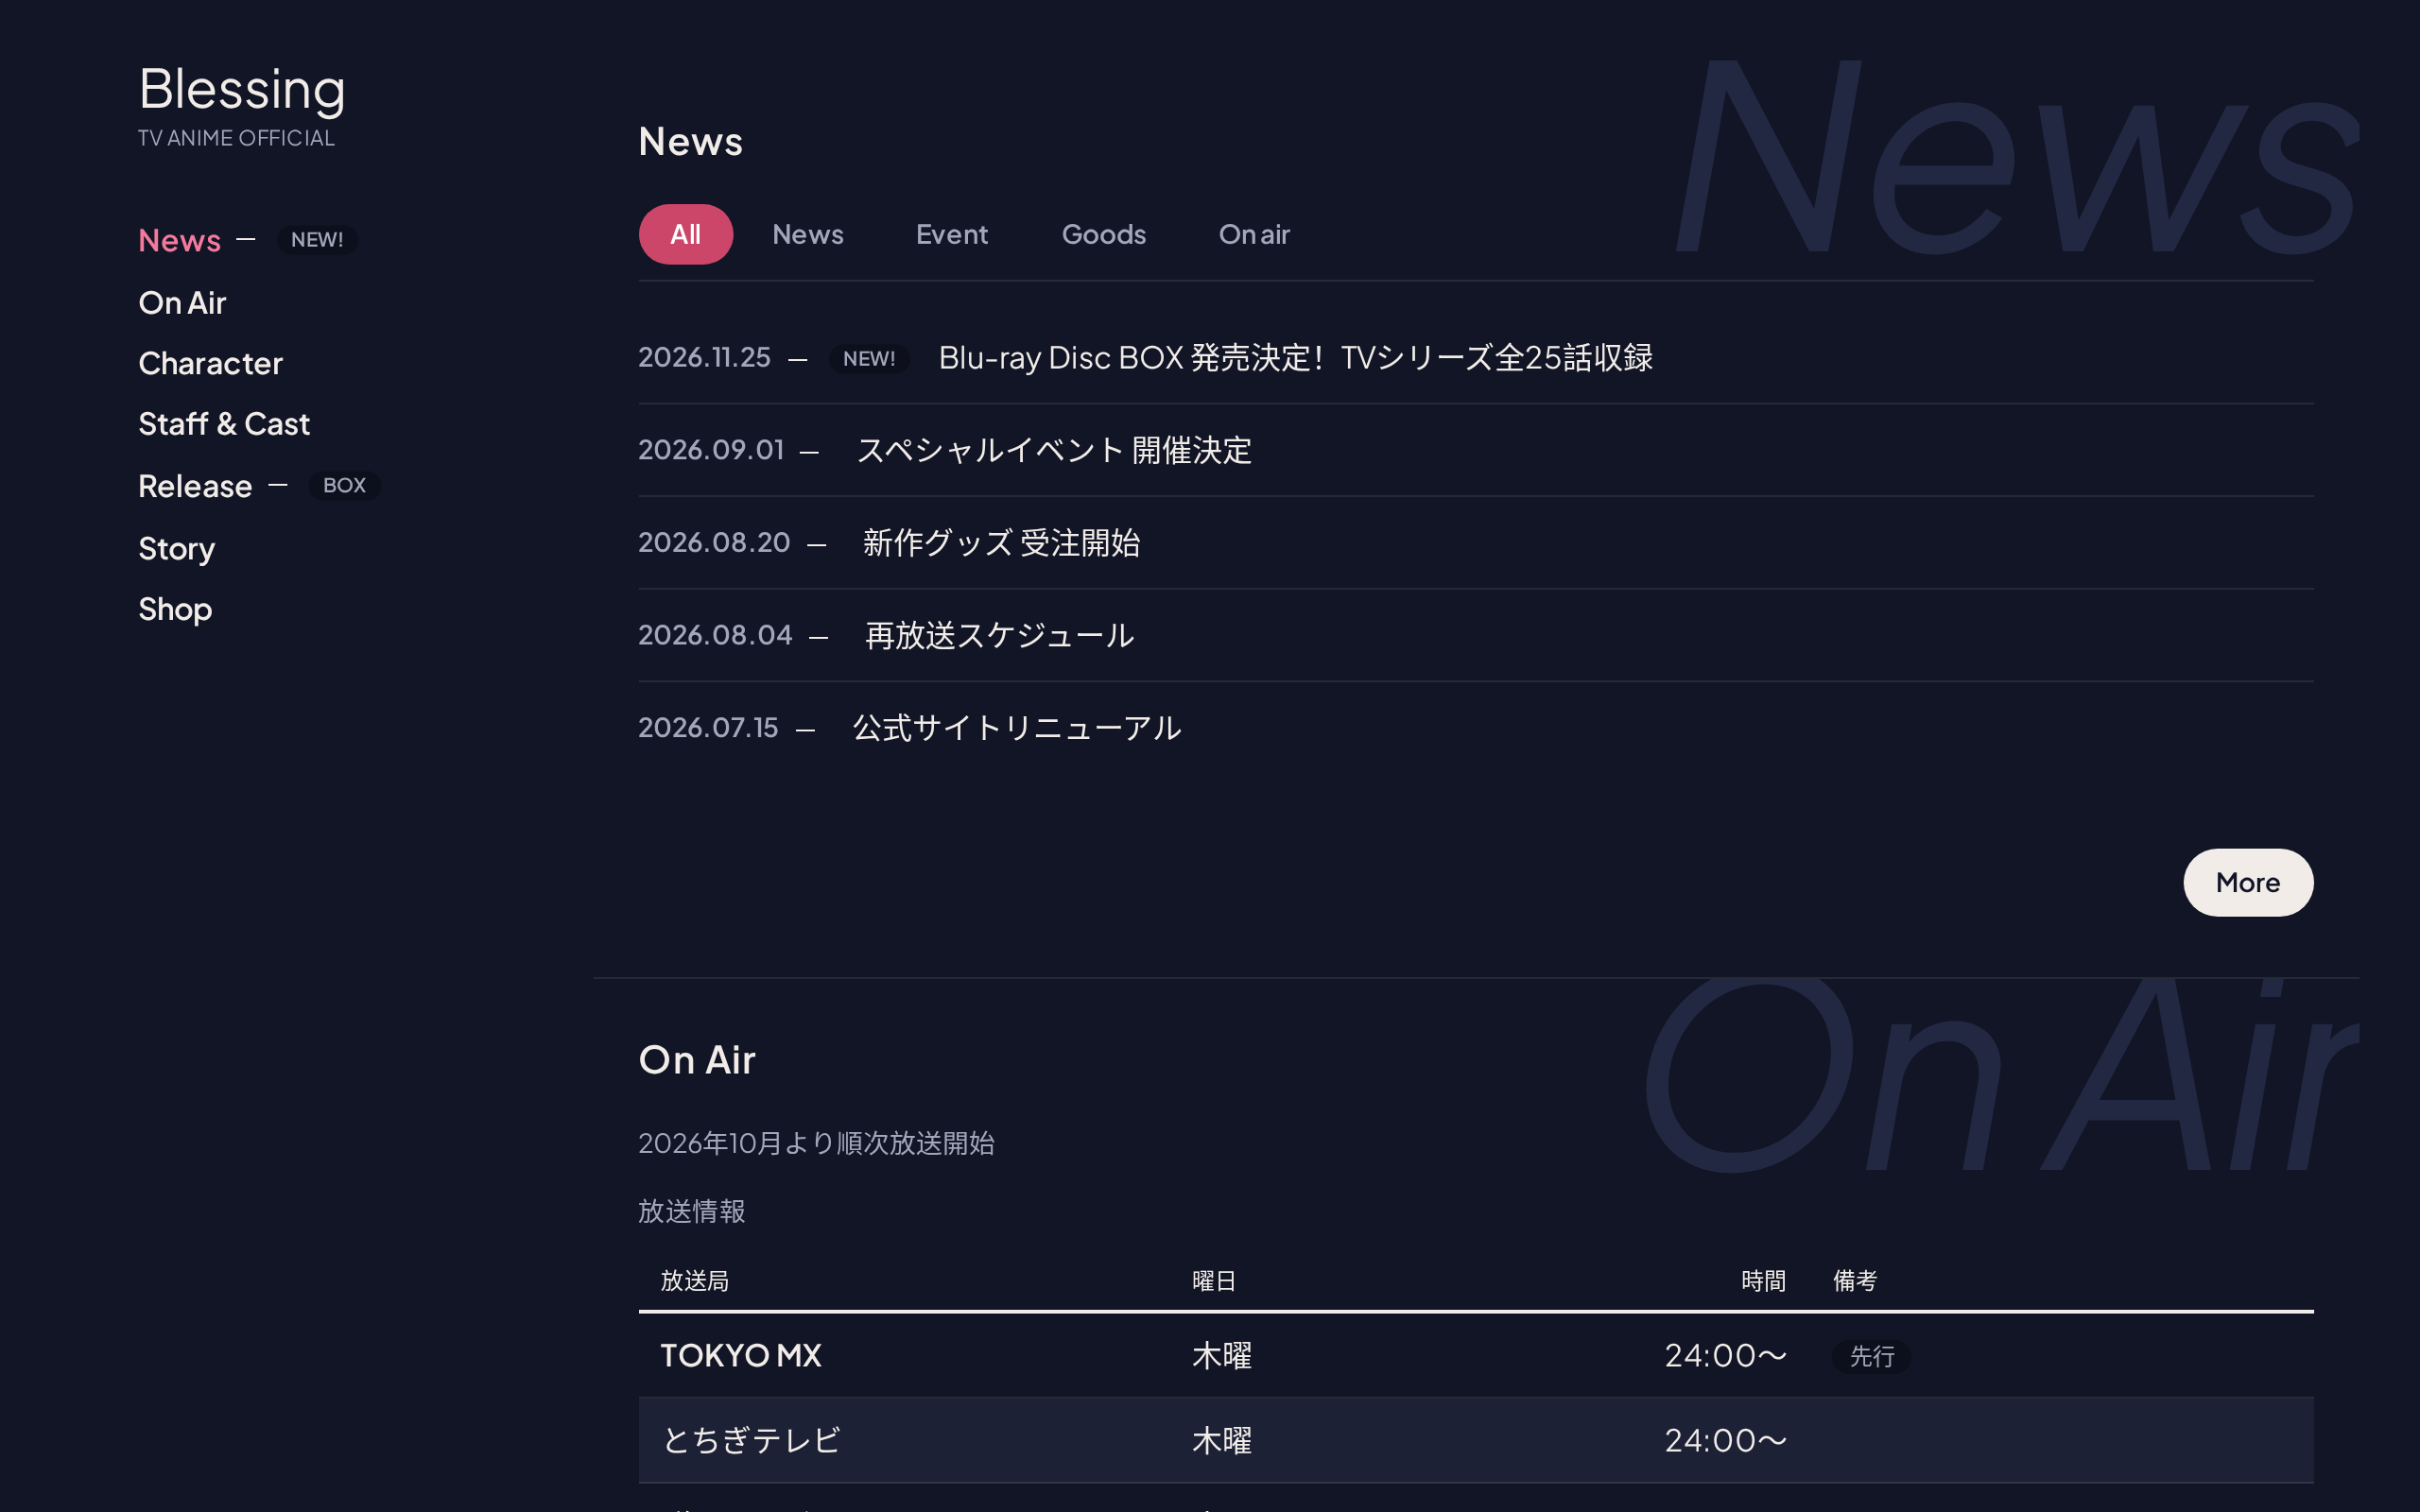 Blessing
TV ANIME OFFICIAL
News — NEW!
On Air
Character
Staff & Cast
Release — BOX
Story
Shop
News
News
All News Event Goods On air
2026.11.25 — NEW! Blu-ray Disc BOX 発売決定! TVシリーズ全25話収録
2026.09.01 — スペシャルイベント 開催決定
2026.08.20 — 新作グッズ 受注開始
2026.08.04 — 再放送スケジュール
2026.07.15 — 公式サイトリニューアル
More
On Air
On Air
2026年10月より順次放送開始
放送情報
放送局 曜日 時間 備考
TOKYO MX 木曜 24:00〜 先行
とちぎテレビ 木曜 24:00〜